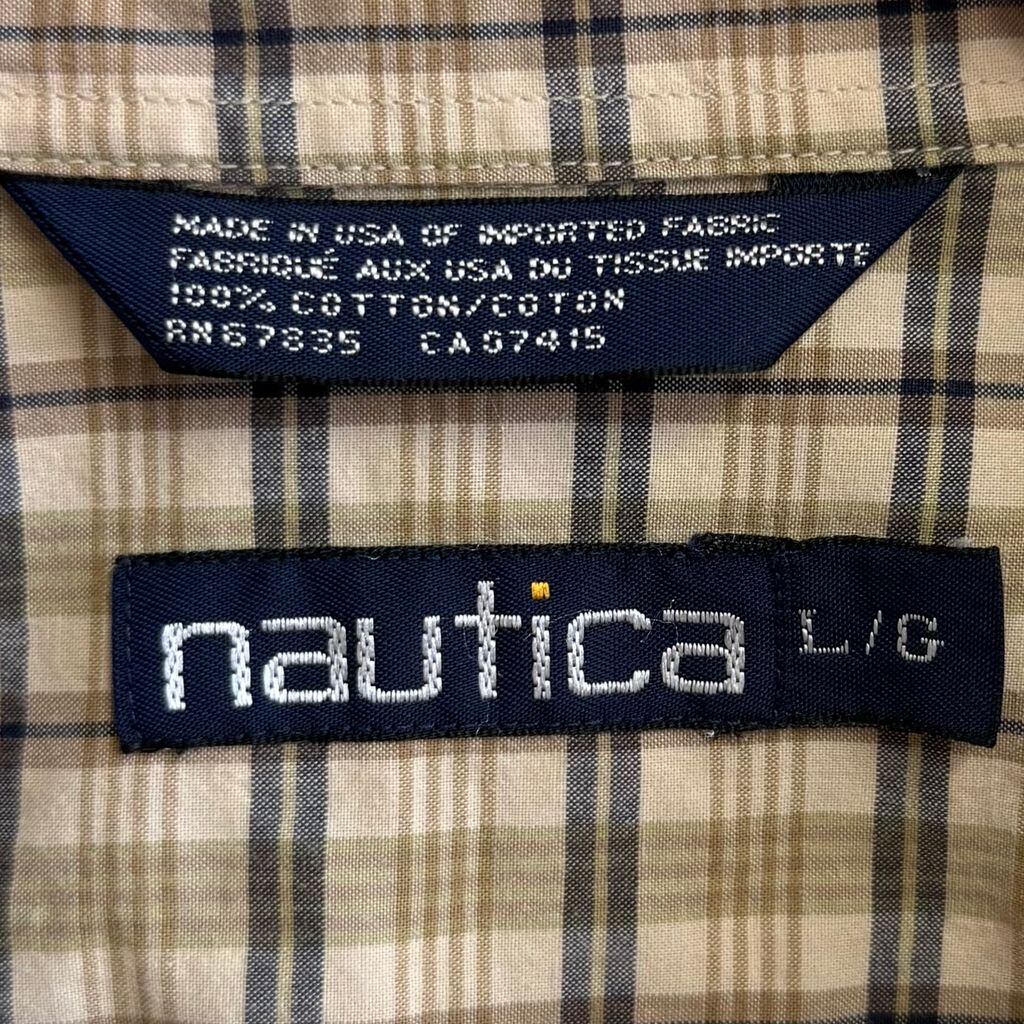 MADE IN USA OF IMPORTED FABRIC
FABRIQUÉ AUX USA DU TISSUE IMPORTE
100% COTTON/COTON
RN67835 CA07415
nautica L/G